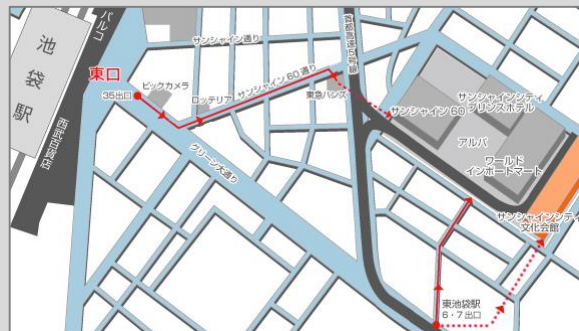 池袋駅
パルコ
西武百貨店
東口
35出口
ビックカメラ
ロッテリア
サンシャイン通り
サンシャイン60通り
東急ハンズ
首都高速5号線
グリーン大通り
サンシャイン60
サンシャインシティ
プリンスホテル
アルパ
ワールド
インポートマート
サンシャインシティ
文化会館
東池袋駅
6・7出口